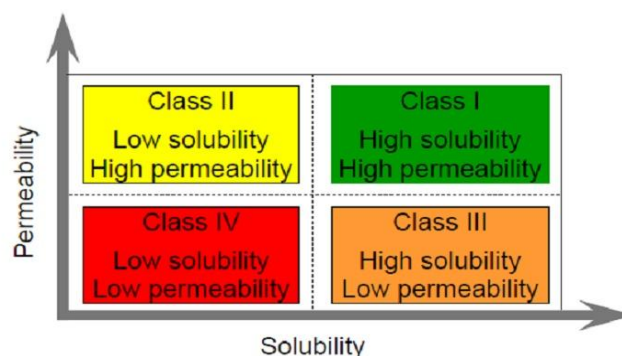 Permeability
Class II
Low solubility
High permeability
Class I
High solubility
High permeability
Class IV
Low solubility
Low permeability
Class III
High solubility
Low permeability
Solubility